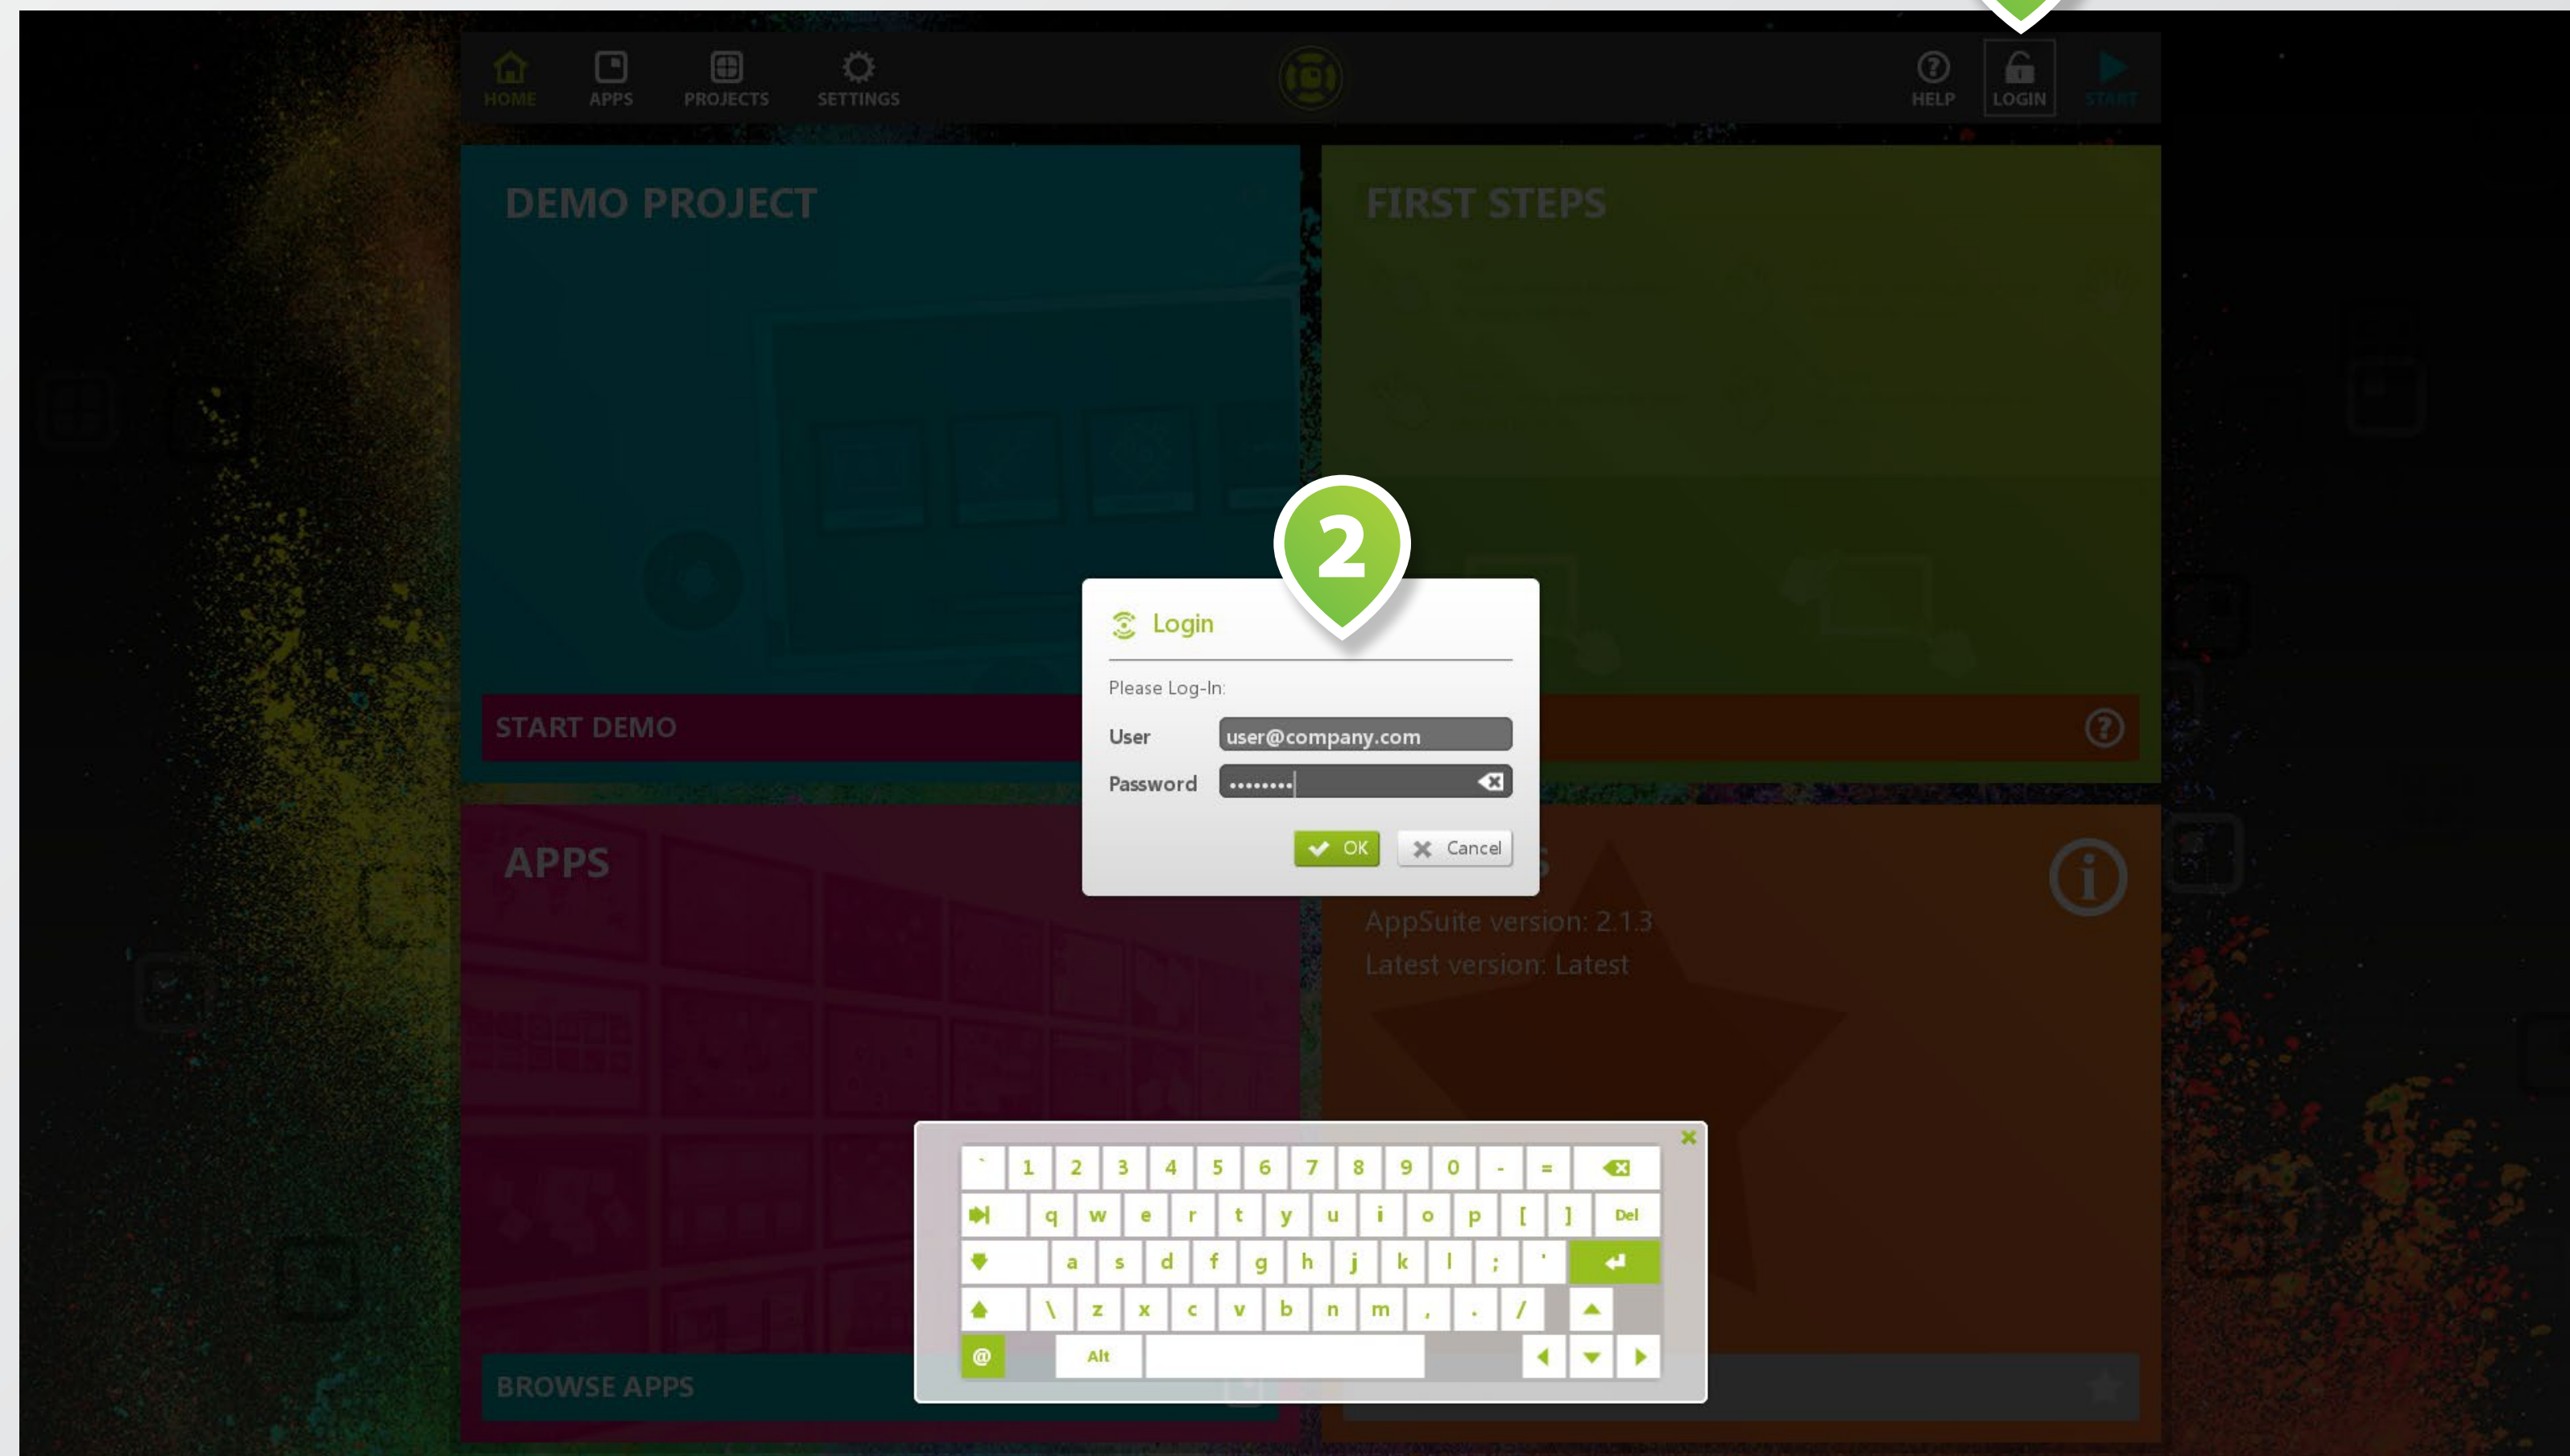 HOME APPS PROJECTS SETTINGS HELP LOGIN START
DEMO PROJECT
FIRST STEPS
2
Login
Please Log-In:
User user@company.com
Password ••••••••
OK Cancel
START DEMO
?
APPS
S
i
AppSuite version: 2.1.3
Latest version: Latest
` 1 2 3 4 5 6 7 8 9 0 - =
q w e r t y u i o p [ ] Del
a s d f g h j k l ; '
\ z x c v b n m , . /
@ Alt
BROWSE APPS